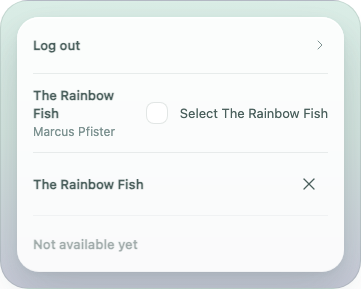 Log out
The Rainbow
Fish
Marcus Pfister
Select The Rainbow Fish
The Rainbow Fish
Not available yet